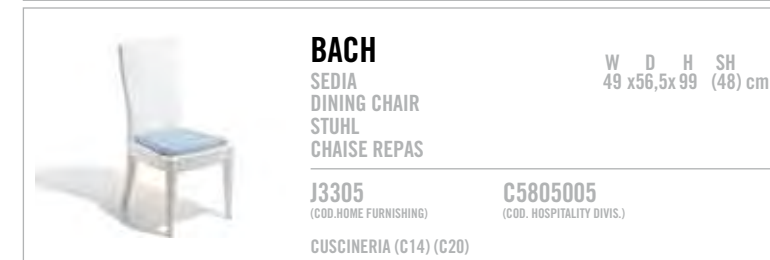 BACH
W D H SH
SEDIA
49 x56,5x 99 (48) cm
DINING CHAIR
STUHL
CHAISE REPAS
J3305 C5805005
(COD.HOME FURNISHING) (COD. HOSPITALITY DIVIS.)
CUSCINERIA (C14) (C20)